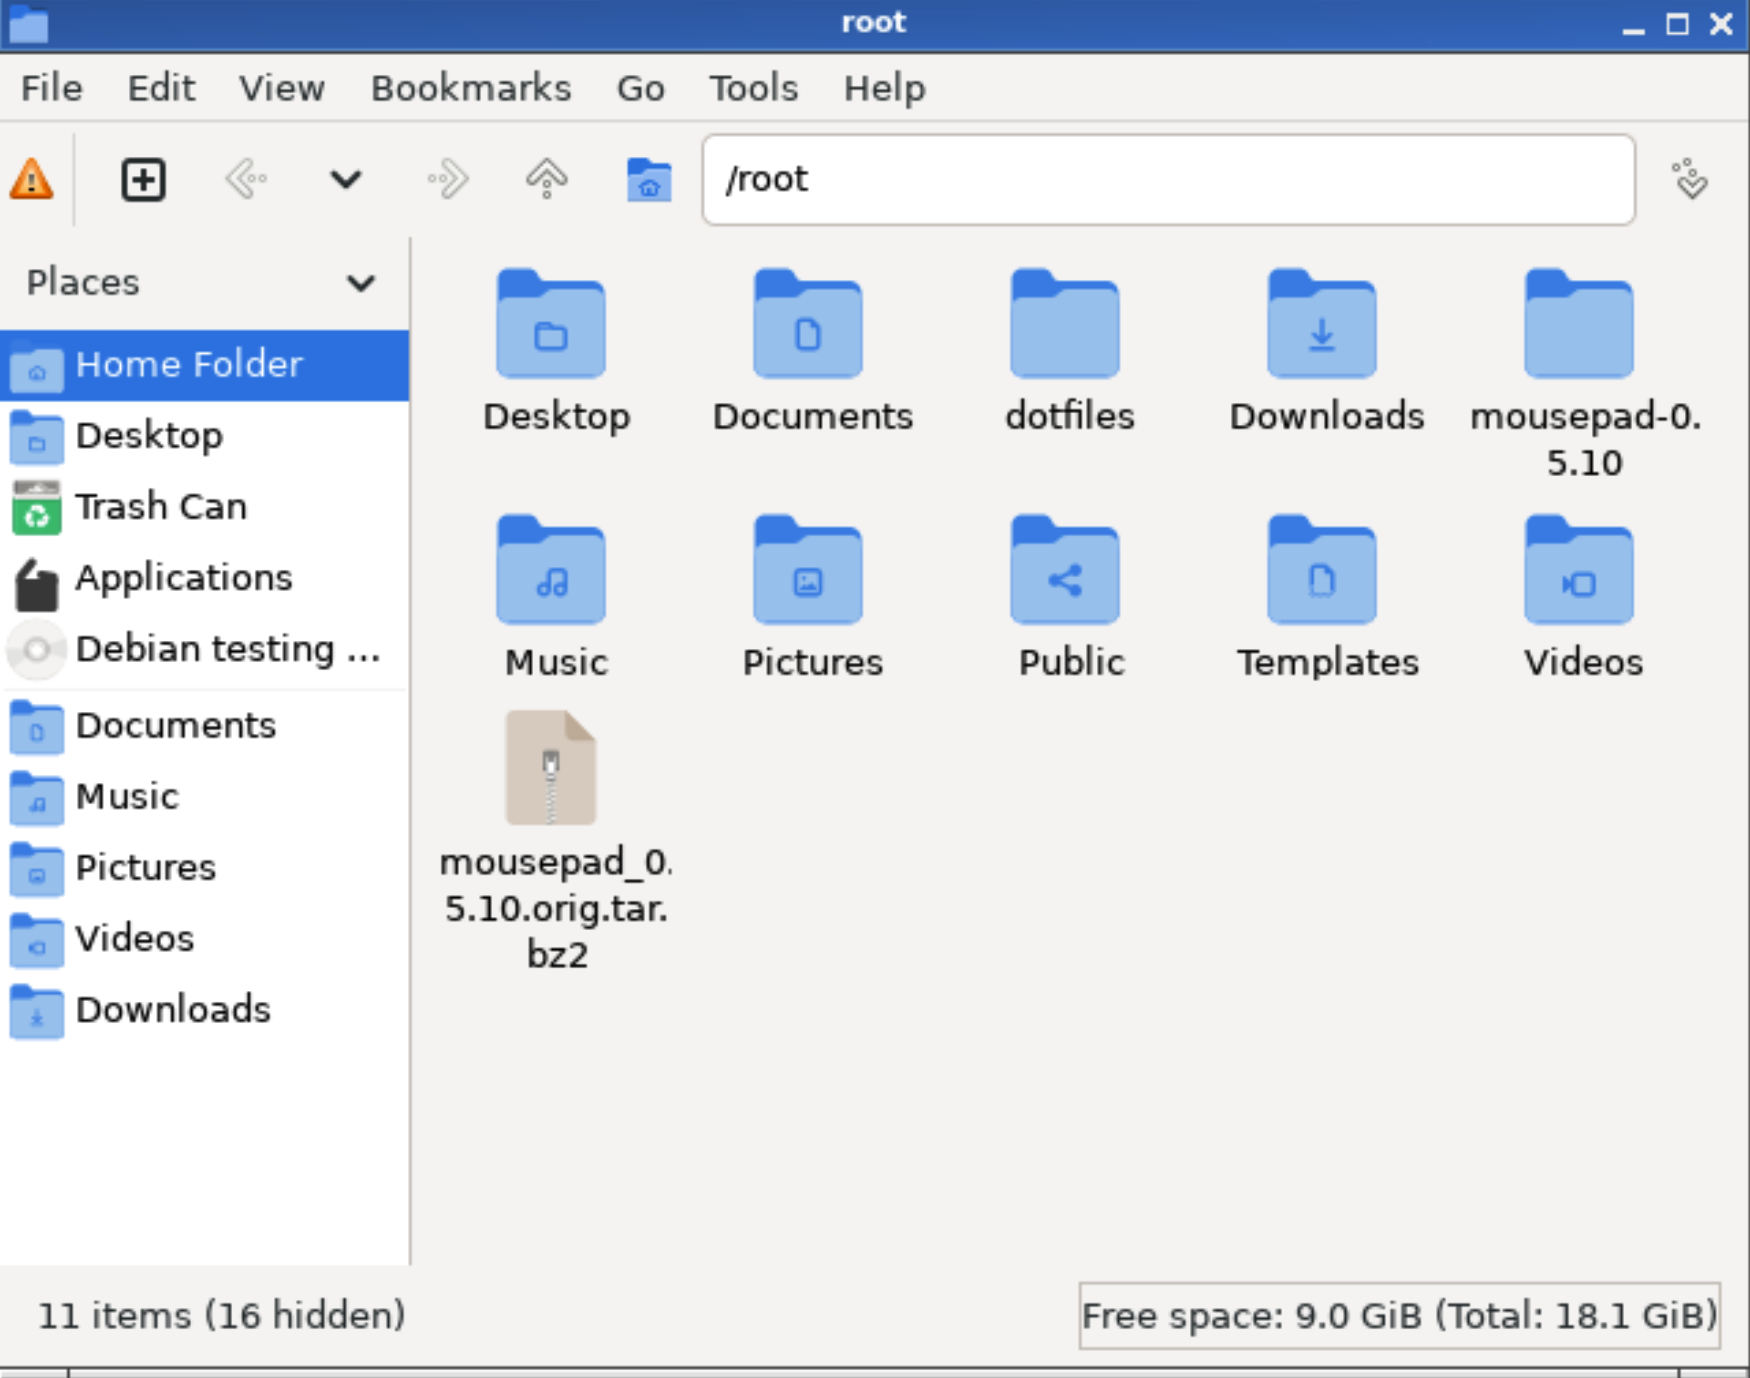 root
File Edit View Bookmarks Go Tools Help
/root
Places
Home Folder
Desktop
Trash Can
Applications
Debian testing ...
Documents
Music
Pictures
Videos
Downloads
Desktop Documents dotfiles Downloads mousepad-0.
5.10
Music Pictures Public Templates Videos
mousepad_0.
5.10.orig.tar.
bz2
11 items (16 hidden)
Free space: 9.0 GiB (Total: 18.1 GiB)